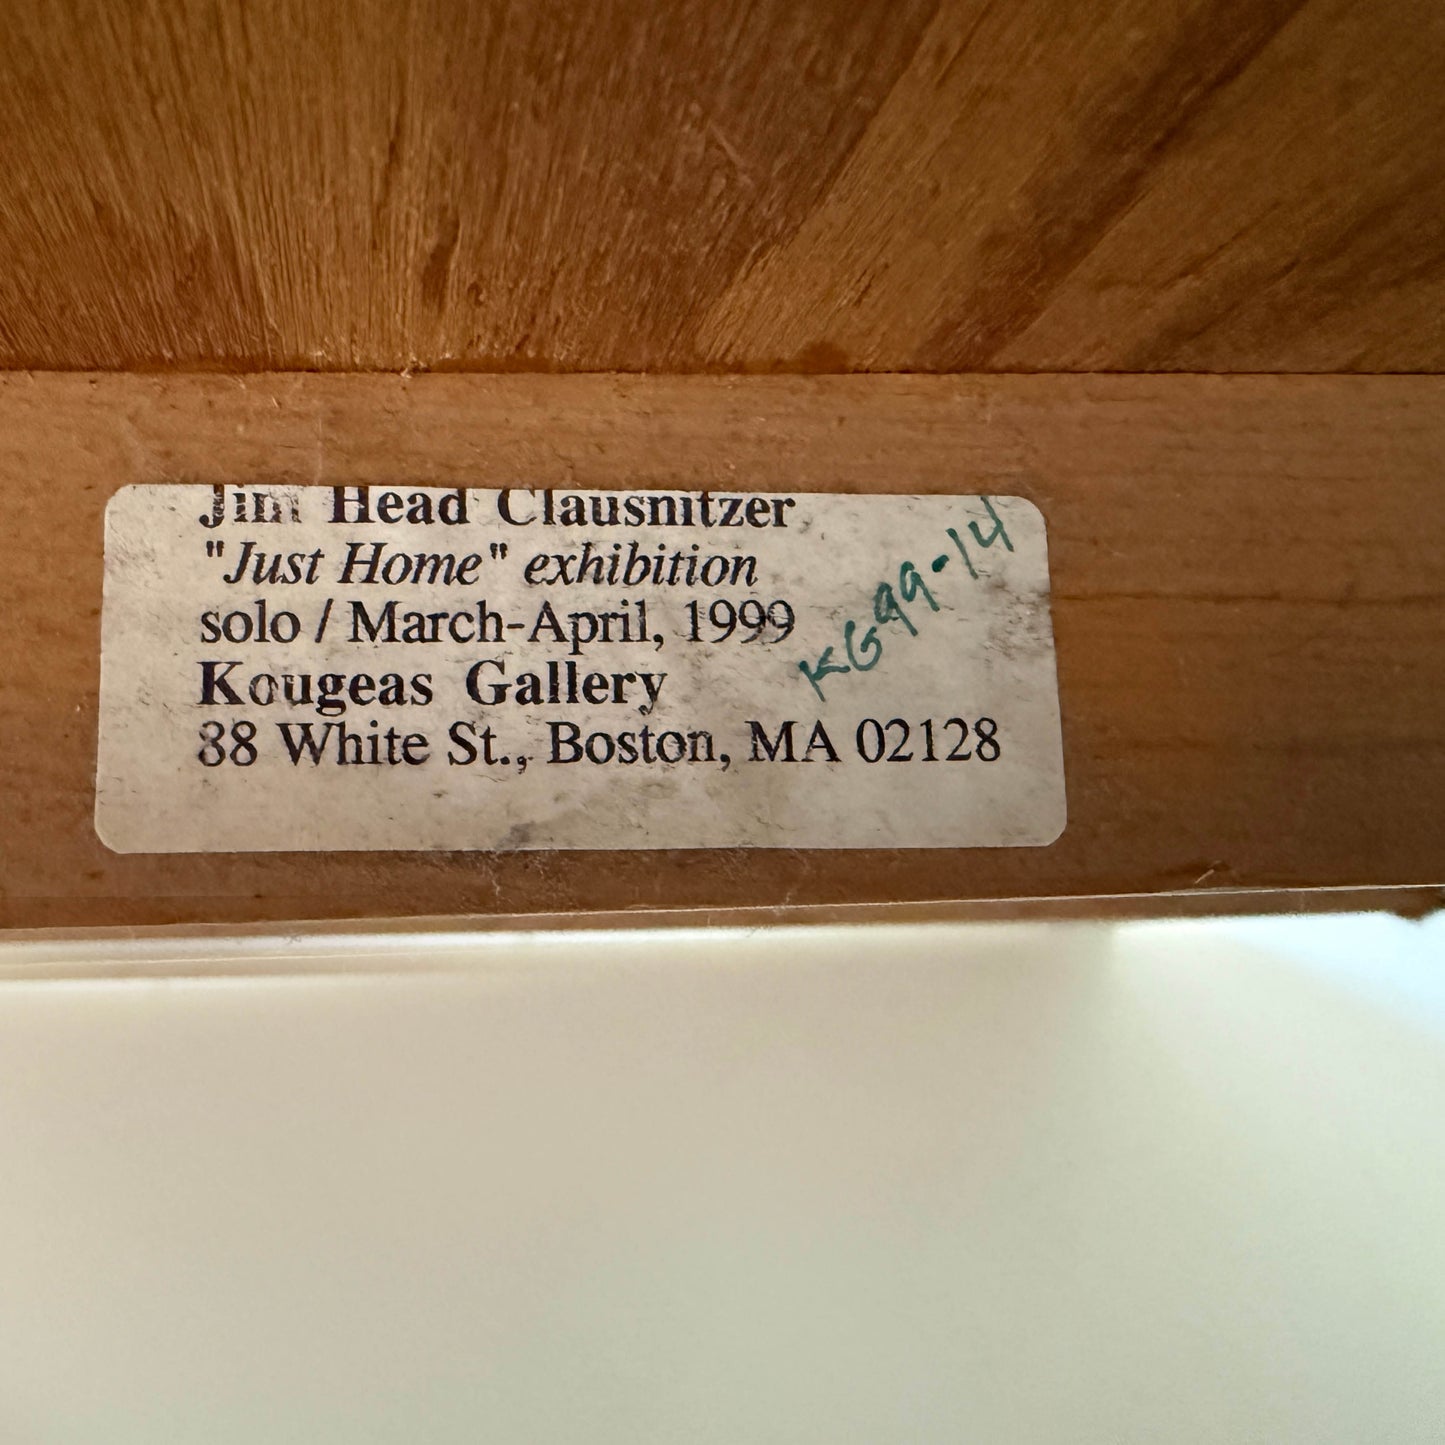 Jim Head Clausnitzer
"Just Home" exhibition
solo / March-April, 1999
Kougeas Gallery
88 White St., Boston, MA 02128
KG99-14